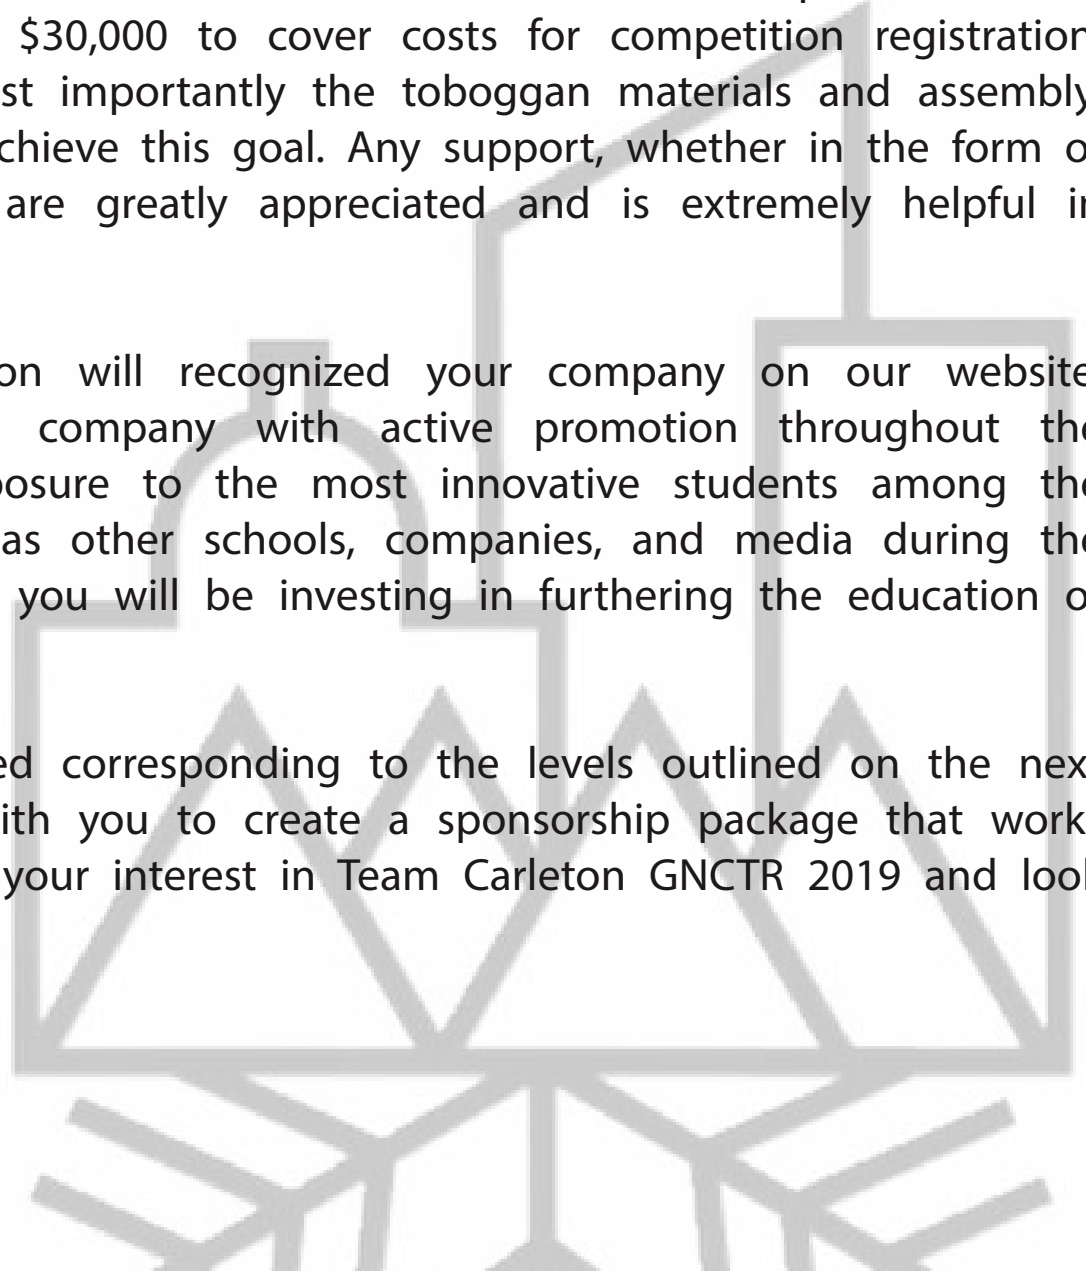 $30,000 to cover costs for competition registration
st importantly the toboggan materials and assembly
chieve this goal. Any support, whether in the form o
are greatly appreciated and is extremely helpful in
on will recognized your company on our website
company with active promotion throughout the
posure to the most innovative students among the
as other schools, companies, and media during the
you will be investing in furthering the education o
ed corresponding to the levels outlined on the nex
ith you to create a sponsorship package that work
your interest in Team Carleton GNCTR 2019 and look